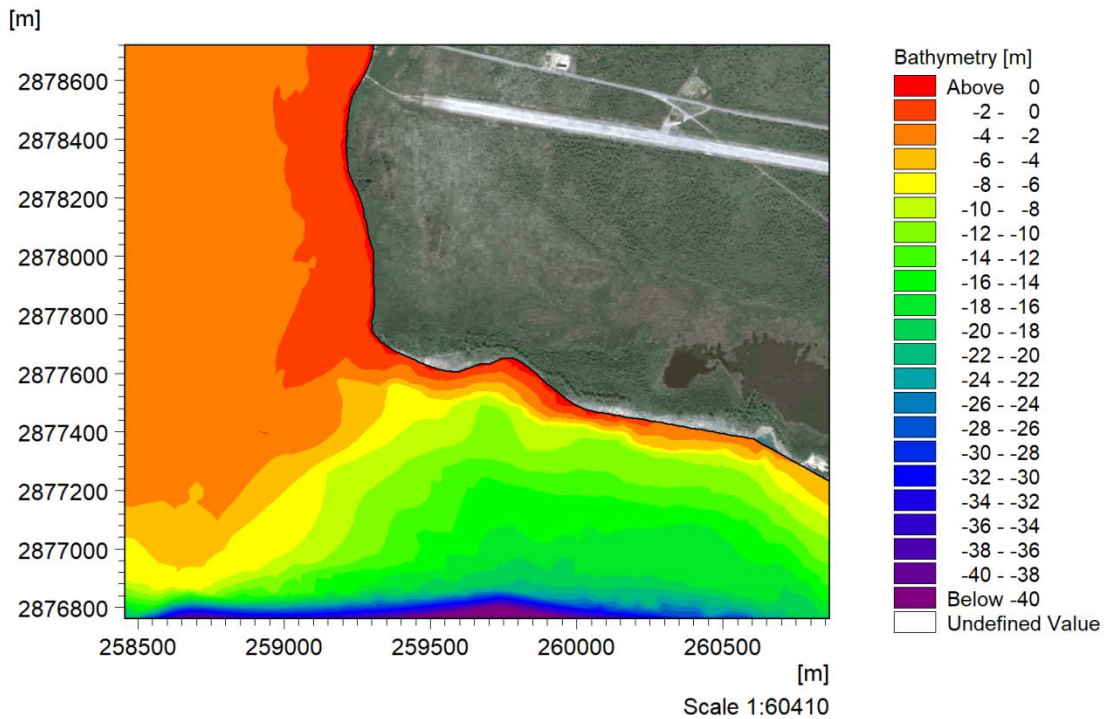 [m]
2878600
2878400
2878200
2878000
2877800
2877600
2877400
2877200
2877000
2876800
258500 259000 259500 260000 260500
[m]
Scale 1:60410
Bathymetry [m]
Above 0
-2 - 0
-4 - -2
-6 - -4
-8 - -6
-10 - -8
-12 - -10
-14 - -12
-16 - -14
-18 - -16
-20 - -18
-22 - -20
-24 - -22
-26 - -24
-28 - -26
-30 - -28
-32 - -30
-34 - -32
-36 - -34
-38 - -36
-40 - -38
Below -40
Undefined Value